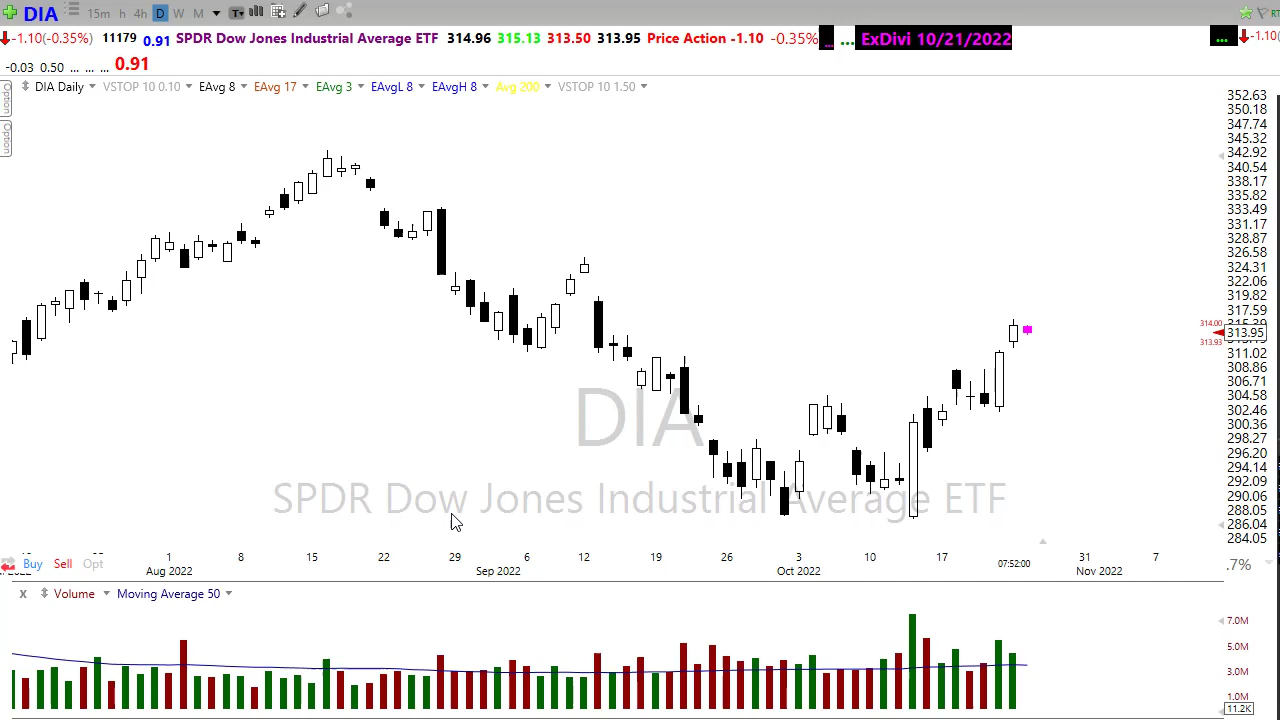 DIA 15m h 4h D W M T
-1.10(-0.35%) 11179 0.91 SPDR Dow Jones Industrial Average ETF 314.96 315.13 313.50 313.95 Price Action -1.10 -0.35% ... ... ExDivi 10/21/2022 ... -1.10(
-0.03 0.50 ... ... ... 0.91
DIA Daily VSTOP 10 0.10 EAvg 8 EAvg 17 EAvg 3 EAvgL 8 EAvgH 8 Avg 200 VSTOP 10 1.50
Option
Option
352.63
350.18
347.74
345.32
342.92
340.54
338.17
335.82
333.49
331.17
328.87
326.58
324.31
322.06
319.82
317.59
314.00
313.95
313.93
311.02
308.86
306.71
304.58
302.46
300.36
298.27
296.20
294.14
292.09
290.06
288.05
286.04
284.05
DIA
SPDR Dow Jones Industrial Average ETF
1 8 15 22 29 6 12 19 26 3 10 17 31 7
Buy Sell Opt 07:52:00 .7%
Aug 2022 Sep 2022 Oct 2022 Nov 2022
x Volume Moving Average 50
7.0M
5.0M
3.0M
1.0M
11.2K